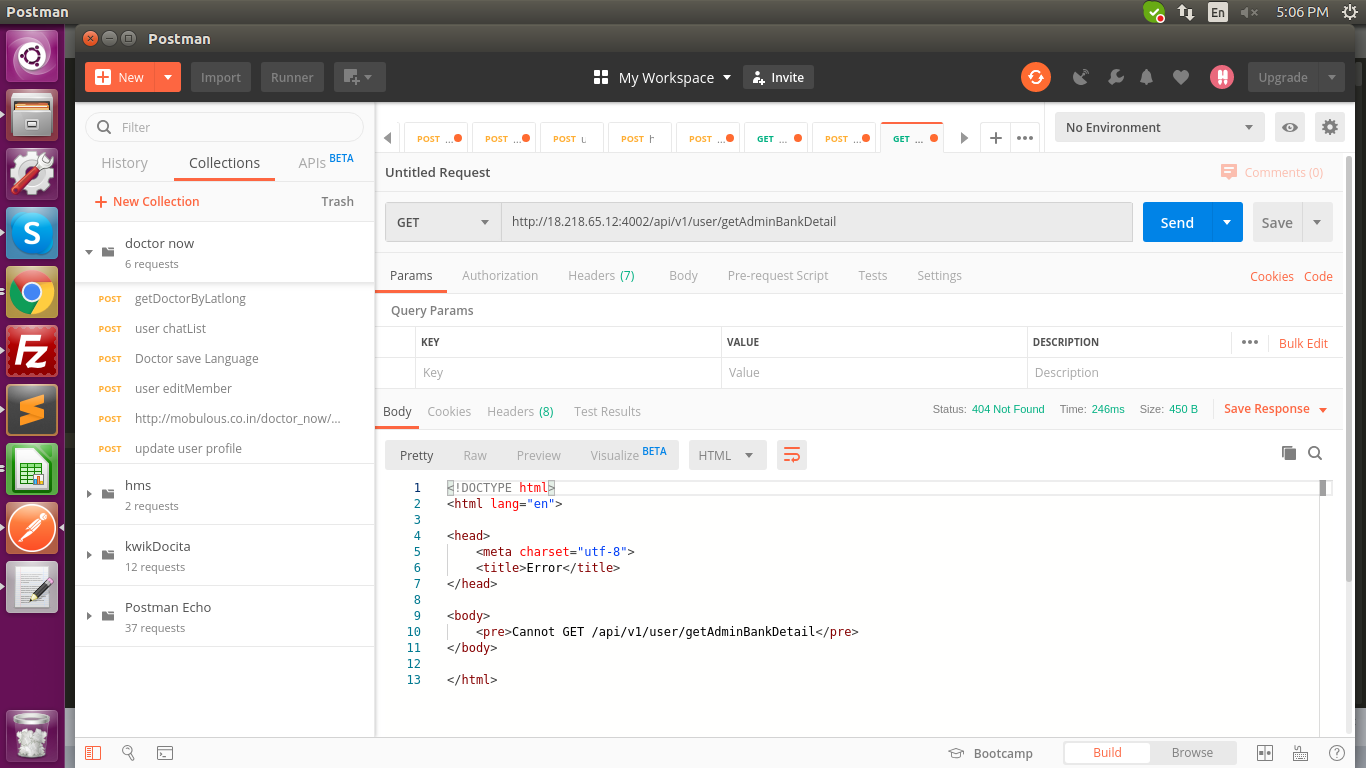 Postman
En
5:06 PM
Postman
New
Import
Runner
My Workspace
Invite
Upgrade
Filter
History
Collections
APIs BETA
New Collection
Trash
doctor now
6 requests
POST getDoctorByLatlong
POST user chatList
POST Doctor save Language
POST user editMember
POST http://mobulous.co.in/doctor_now/...
POST update user profile
hms
2 requests
kwikDocita
12 requests
Postman Echo
37 requests
POST ...
POST ...
POST
POST
POST ...
GET ...
POST ...
GET ...
No Environment
Untitled Request
Comments (0)
GET
http://18.218.65.12:4002/api/v1/user/getAdminBankDetail
Send
Save
Params
Authorization
Headers (7)
Body
Pre-request Script
Tests
Settings
Cookies
Code
Query Params
KEY
VALUE
DESCRIPTION
Bulk Edit
Key
Value
Description
Body
Cookies
Headers (8)
Test Results
Status: 404 Not Found
Time: 246ms
Size: 450 B
Save Response
Pretty
Raw
Preview
Visualize BETA
HTML
1 <!DOCTYPE html>
2 <html lang="en">
3
4 <head>
5 <meta charset="utf-8">
6 <title>Error</title>
7 </head>
8
9 <body>
10 <pre>Cannot GET /api/v1/user/getAdminBankDetail</pre>
11 </body>
12
13 </html>
Bootcamp
Build
Browse